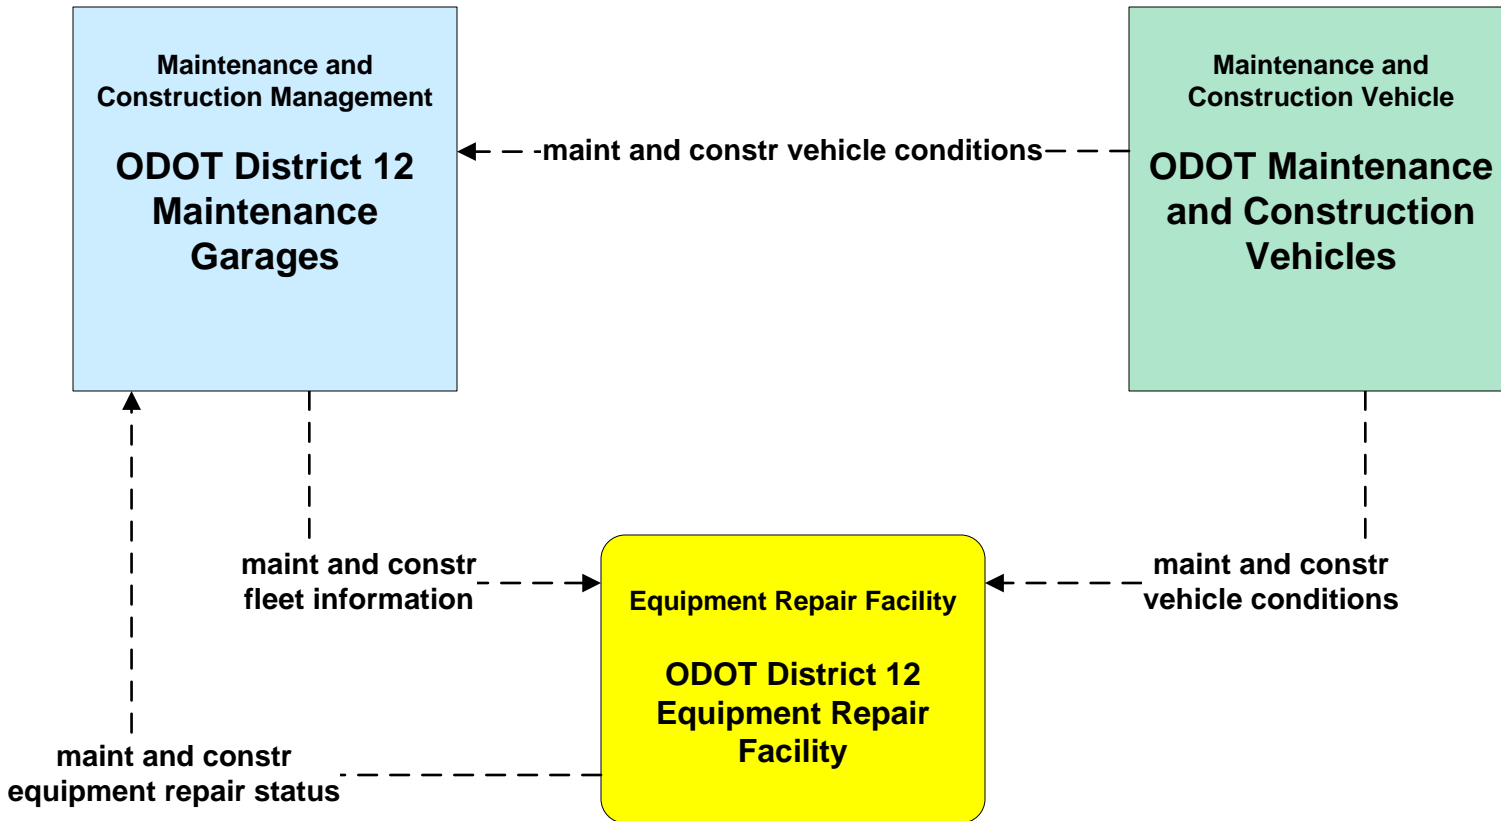 Maintenance and
Construction Management
ODOT District 12
Maintenance
Garages
maint and constr vehicle conditions
Maintenance and
Construction Vehicle
ODOT Maintenance
and Construction
Vehicles
maint and constr
fleet information
Equipment Repair Facility
ODOT District 12
Equipment Repair
Facility
maint and constr
vehicle conditions
maint and constr
equipment repair status